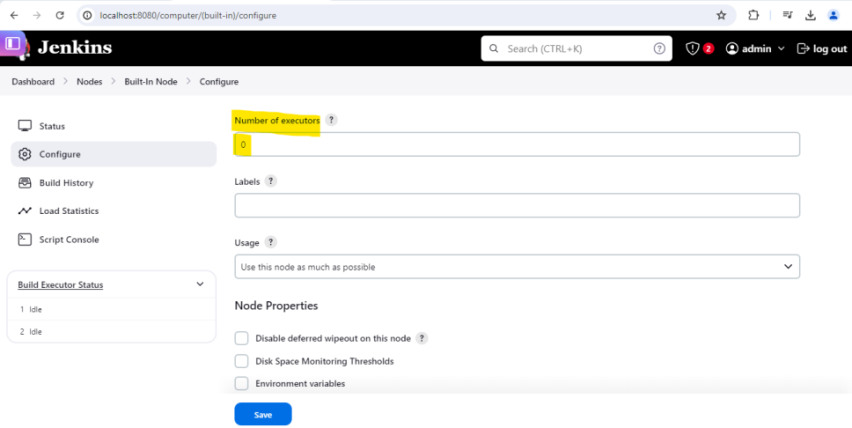 localhost:8080/computer/(built-in)/configure
Jenkins
Search (CTRL+K)
?
2
admin
log out
Dashboard > Nodes > Built-In Node > Configure
Status
Configure
Build History
Load Statistics
Script Console
Build Executor Status
1 Idle
2 Idle
Number of executors ?
0
Labels ?
Usage ?
Use this node as much as possible
Node Properties
Disable deferred wipeout on this node ?
Disk Space Monitoring Thresholds
Environment variables
Save